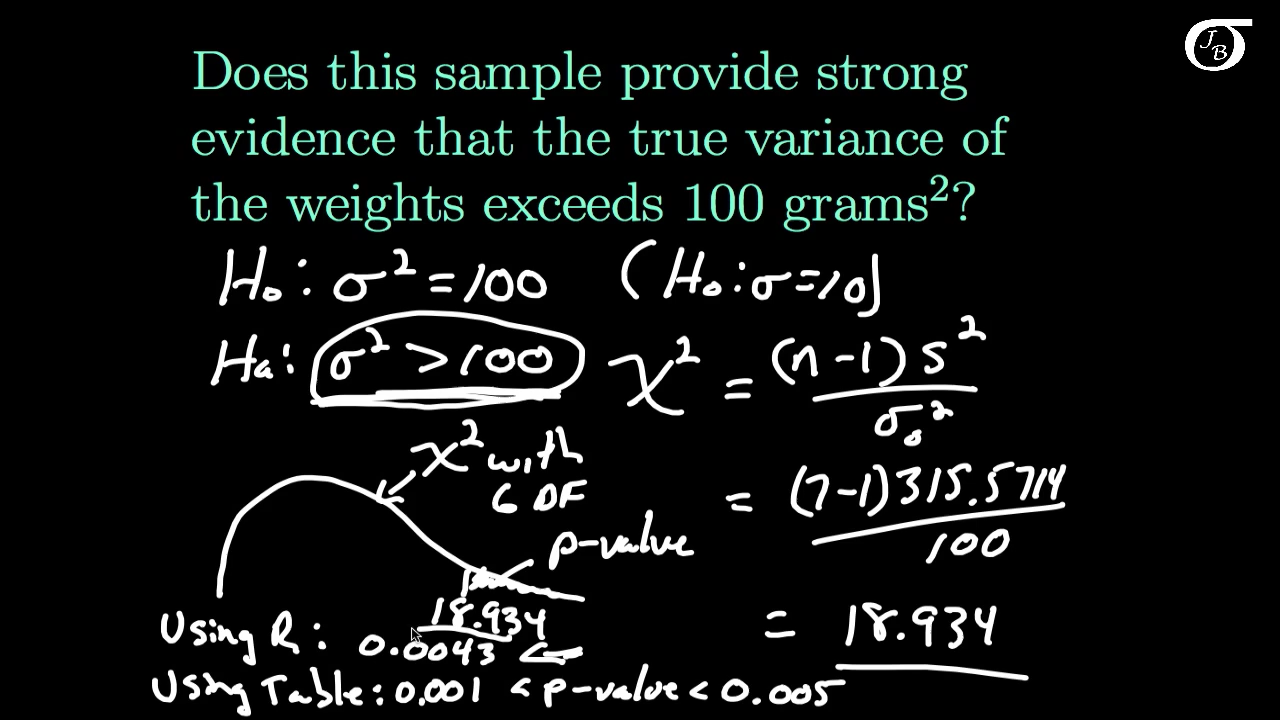 J B
Does this sample provide strong
evidence that the true variance of
the weights exceeds 100 grams²?
H₀: σ² = 100 (H₀: σ = 10)
Hₐ: σ² > 100
χ² = (n - 1) s² / σ₀²
χ² with
6 DF
= (7-1) 315.5714 / 100
p-value
18.934
= 18.934
Using R: 0.0043 ←
Using Table: 0.001 < p-value < 0.005